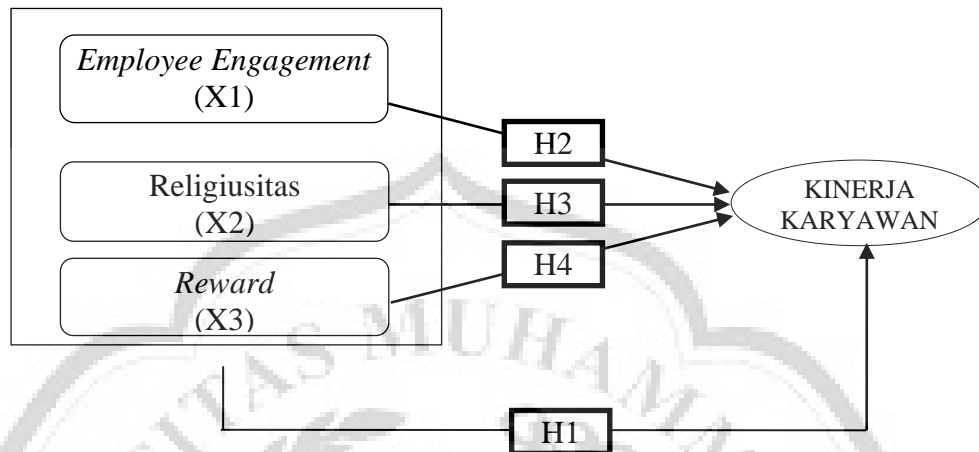 Employee Engagement
(X1)
H2
Religiusitas
(X2)
H3
KINERJA
KARYAWAN
H4
Reward
(X3)
H1